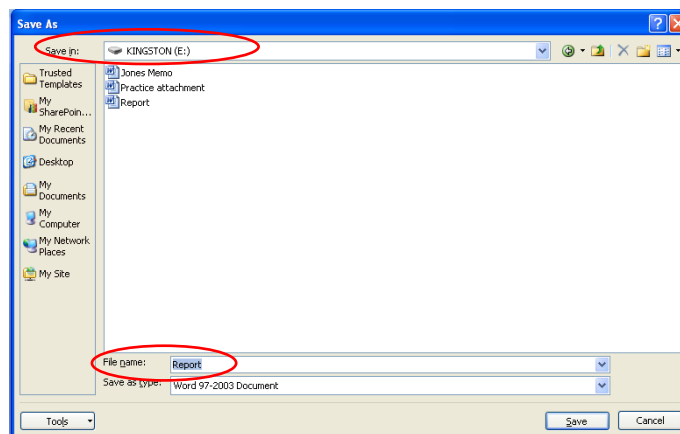 Save As
Save in:
KINGSTON (E:)
Trusted
Templates
My
SharePoin...
My Recent
Documents
Desktop
My
Documents
My
Computer
My Network
Places
My Site
Jones Memo
Practice attachment
Report
File name:
Report
Save as type:
Word 97-2003 Document
Tools
Save
Cancel